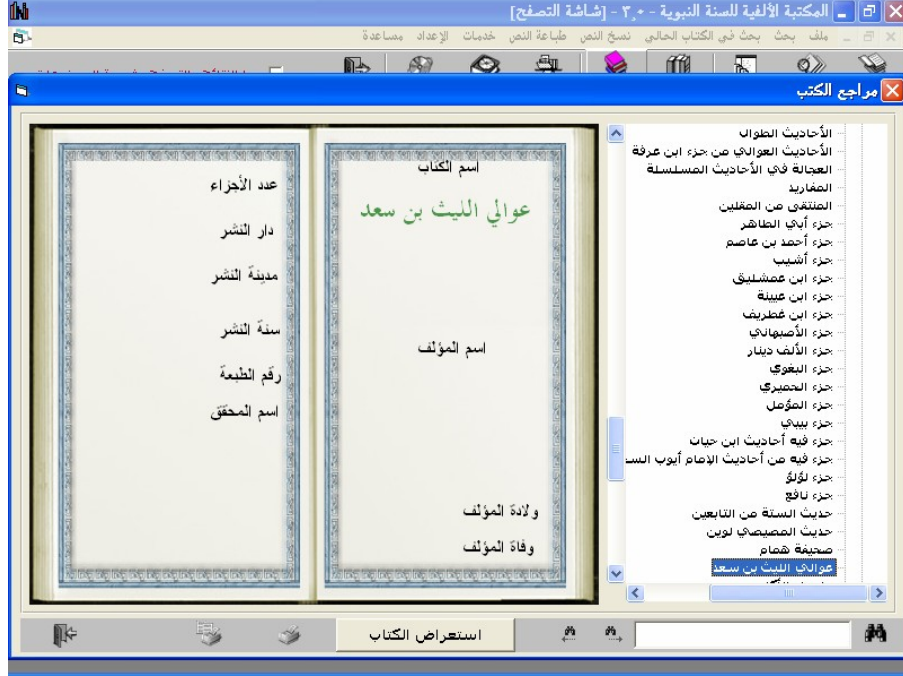 المكتبة الألفية للسنة النبوية - ٣,٠ - [شاشة التصفح]
ملف بحث بحث في الكتاب الحالي نسخ النص طباعة النص خدمات الإعداد مساعدة
مراجع الكتب
الأحاديث الطوال
الأحاديث العوالي من جزء ابن عرفة
العجالة في الأحاديث المسلسلة
المفاريد
المنتقى من المقلين
جزء أبي الطاهر
جزء أحمد بن عاصم
جزء أشيب
جزء ابن عمشليق
جزء ابن عيينة
جزء ابن غطريف
جزء الأصبهاني
جزء الألف دينار
جزء البغوي
جزء الحميري
جزء المؤمل
جزء بيبي
جزء فيه أحاديث ابن حيان
جزء فيه من أحاديث الإمام أيوب السـ
جزء لؤلؤ
جزء نافع
حديث الستة من التابعين
حديث المصيصي لوين
صحيفة همام
عوالي الليث بن سعد
اسم الكتاب
عوالي الليث بن سعد
اسم المؤلف
ولادة المؤلف
وفاة المؤلف
عدد الأجزاء
دار النشر
مدينة النشر
سنة النشر
رقم الطبعة
اسم المحقق
استعراض الكتاب